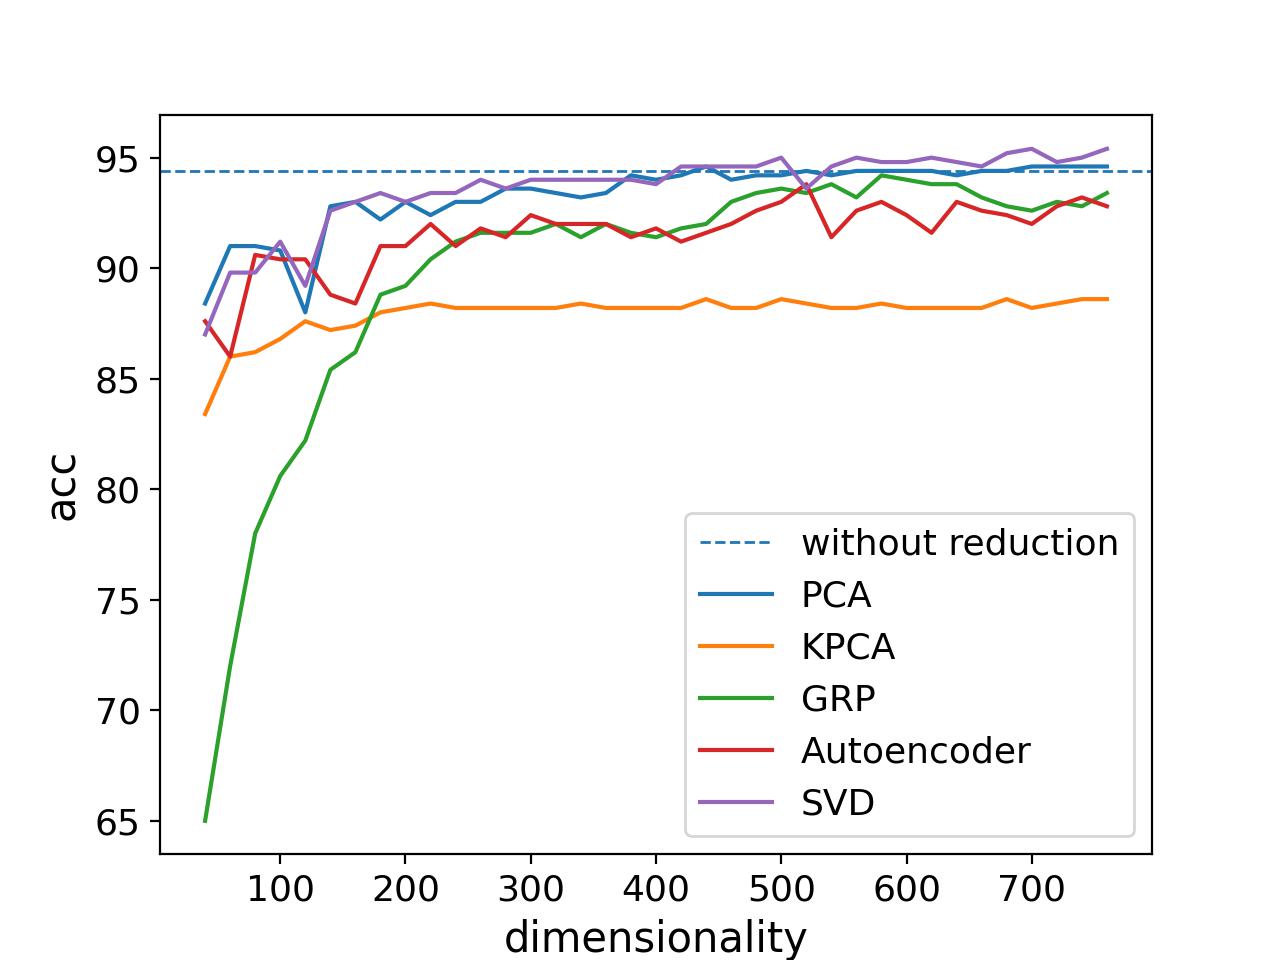 95
90
85
80
75
70
65
acc
without reduction
PCA
KPCA
GRP
Autoencoder
SVD
100 200 300 400 500 600 700
dimensionality